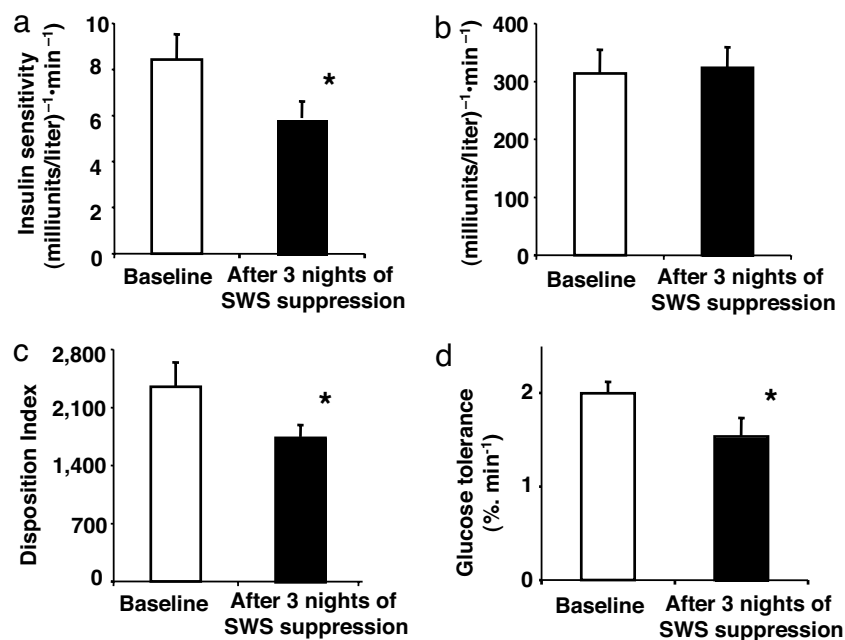 a
Insulin sensitivity
(milliunits/liter)⁻¹•min⁻¹
10
8
6
4
2
0
*
Baseline
After 3 nights of
SWS suppression
b
(milliunits/liter)⁻¹•min⁻¹
400
300
200
100
0
Baseline
After 3 nights of
SWS suppression
c
Disposition Index
2,800
2,100
1,400
700
0
*
Baseline
After 3 nights of
SWS suppression
d
Glucose tolerance
(%. min⁻¹)
2
1
0
*
Baseline
After 3 nights of
SWS suppression